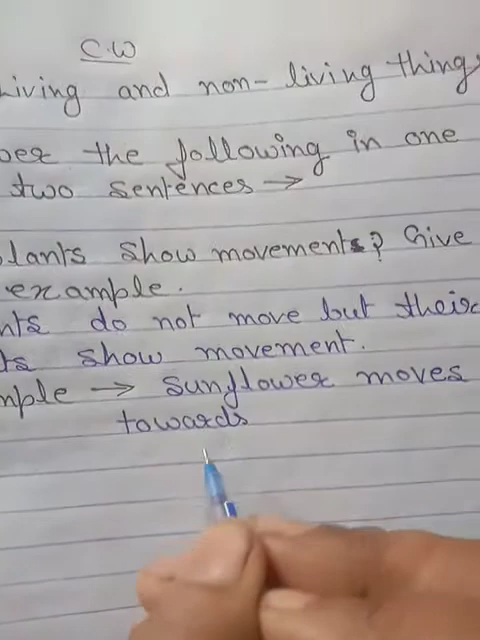 C.W
Living and non-living things
the following in one
two sentences →
plants show movements? Give
example.
do not move but their
show movement.
→ Sunflower moves
towards